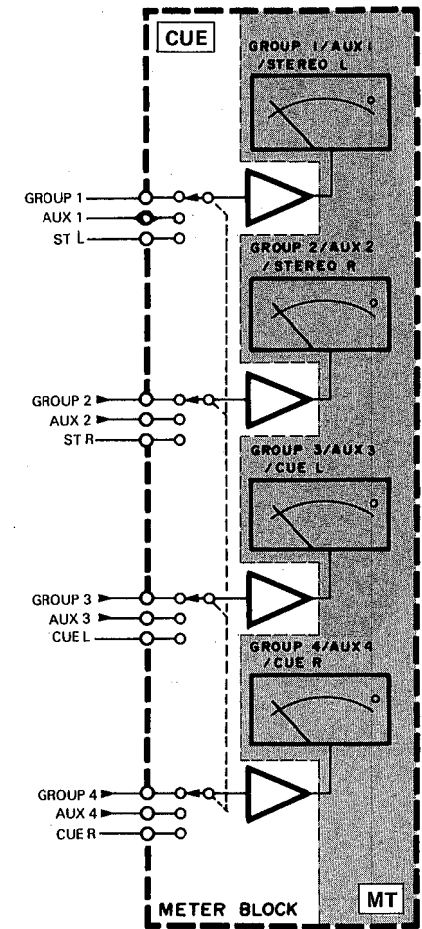 CUE
GROUP 1/AUX 1
/STEREO L
GROUP 1
AUX 1
ST L
GROUP 2/AUX 2
/STEREO R
GROUP 2
AUX 2
ST R
GROUP 3/AUX 3
/CUE L
GROUP 3
AUX 3
CUE L
GROUP 4/AUX 4
/CUE R
GROUP 4
AUX 4
CUE R
METER BLOCK
MT